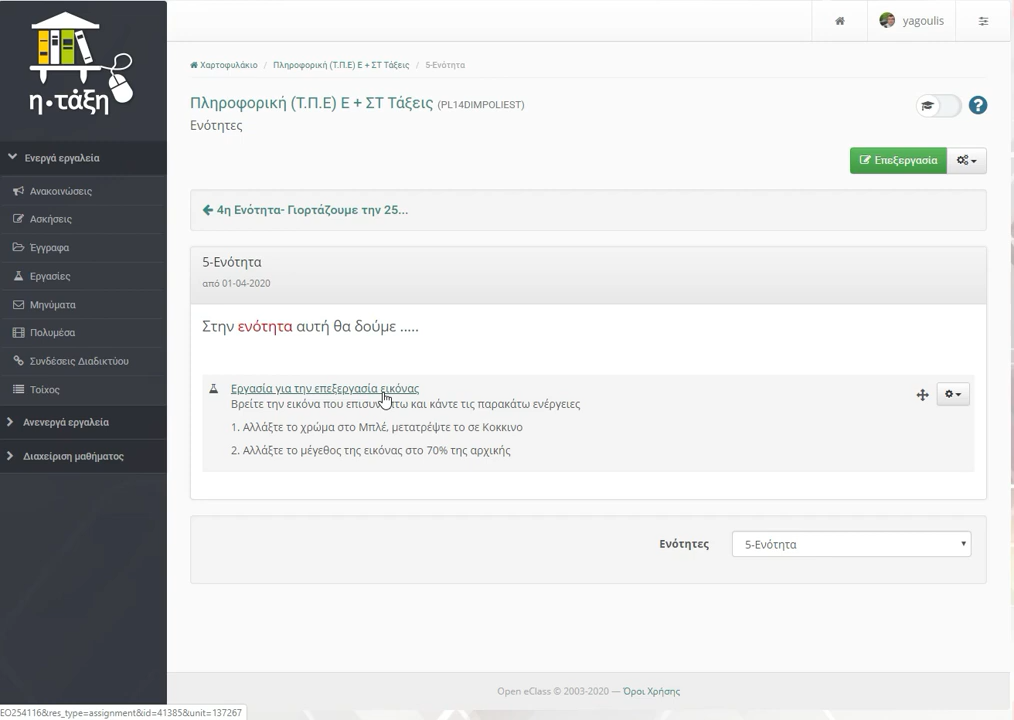 yagoulis
Χαρτοφυλάκιο / Πληροφορική (Τ.Π.Ε) Ε + ΣΤ Τάξεις / 5-Ενότητα
η·τάξη
Πληροφορική (Τ.Π.Ε) Ε + ΣΤ Τάξεις (PL14DIMPOLIEST)
Ενότητες
Ενεργά εργαλεία
Επεξεργασία
Ανακοινώσεις
Ασκήσεις
Έγγραφα
Εργασίες
Μηνύματα
Πολυμέσα
Συνδέσεις Διαδικτύου
Τοίχος
Ανενεργά εργαλεία
Διαχείριση μαθήματος
4η Ενότητα- Γιορτάζουμε την 25...
5-Ενότητα
από 01-04-2020
Στην ενότητα αυτή θα δούμε .....
Εργασία για την επεξεργασία εικόνας
Βρείτε την εικόνα που επισυνάπτω και κάντε τις παρακάτω ενέργειες
1. Αλλάξτε το χρώμα στο Μπλέ, μετατρέψτε το σε Κοκκινο
2. Αλλάξτε το μέγεθος της εικόνας στο 70% της αρχικής
Ενότητες 5-Ενότητα
Open eClass © 2003-2020 — Όροι Χρήσης
EO254116&res_type=assignment&id=41385&unit=137267